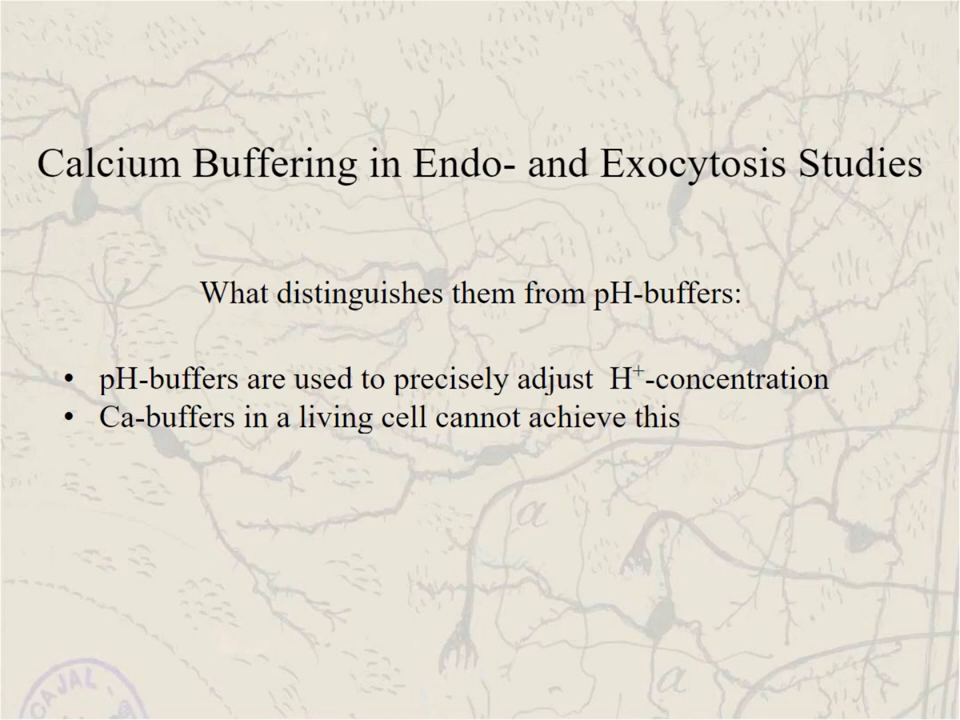 Calcium Buffering in Endo- and Exocytosis Studies
What distinguishes them from pH-buffers:
• pH-buffers are used to precisely adjust H⁺-concentration
• Ca-buffers in a living cell cannot achieve this
a
a
a
CAJAL